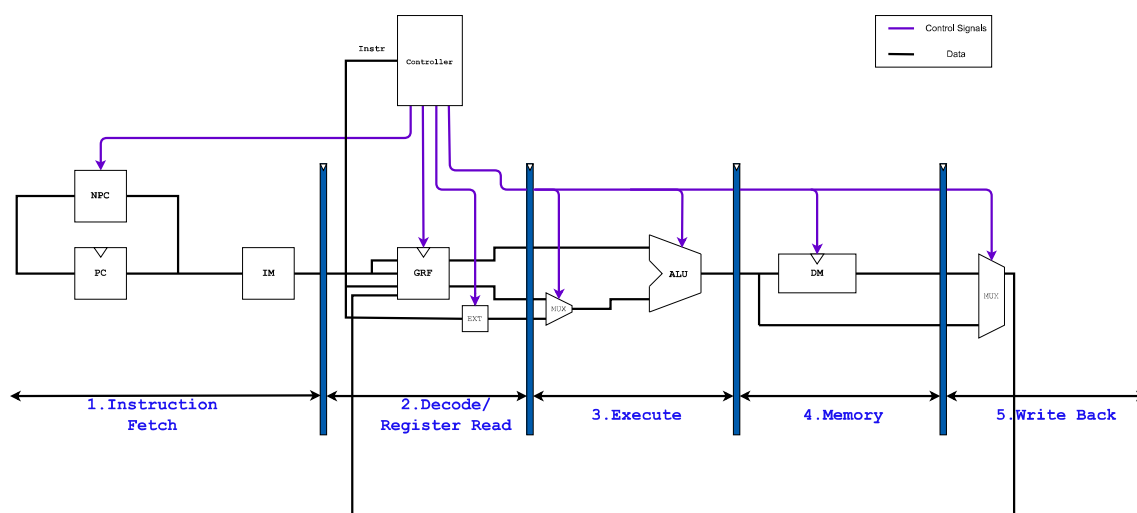 Control Signals
Data
Instr
Controller
NPC
PC
IM
GRF
EXT
MUX
ALU
DM
MUX
1.Instruction
Fetch
2.Decode/
Register Read
3.Execute
4.Memory
5.Write Back